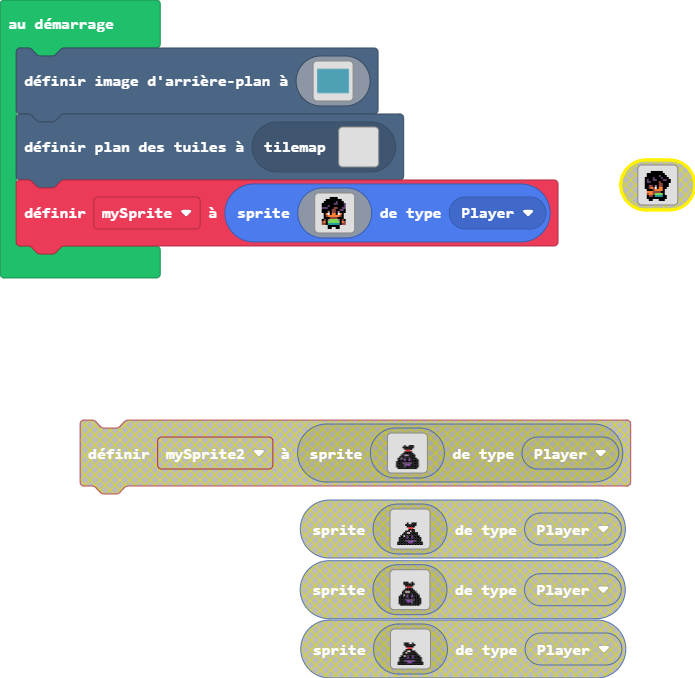 au démarrage
définir image d'arrière-plan à
définir plan des tuiles à tilemap
définir mySprite à sprite de type Player
définir mySprite2 à sprite de type Player
sprite de type Player
sprite de type Player
sprite de type Player